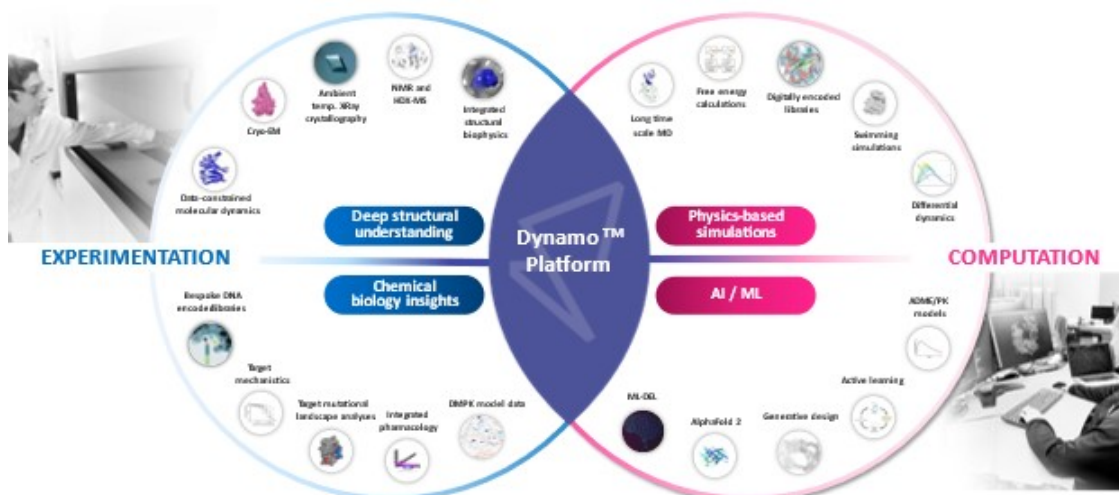 NMR and
HDX-MS
Ambient
temp. XRay
crystallography
Integrated
structural
biophysics
Cryo-EM
Data-constrained
molecular dynamics
Free energy
calculations
Digitally encoded
libraries
Long time
scale MD
Swimming
simulations
Differential
dynamics
Deep structural
understanding
Dynamo™
Platform
Physics-based
simulations
EXPERIMENTATION
COMPUTATION
Chemical
biology insights
AI / ML
Bespoke DNA
encodedlibraries
Target
mechanistics
Target mutational
landscape analyses
Integrated
pharmacology
DMPK model data
ADME/PK
models
Active learning
Generative design
AlphaFold 2
ML-DEL